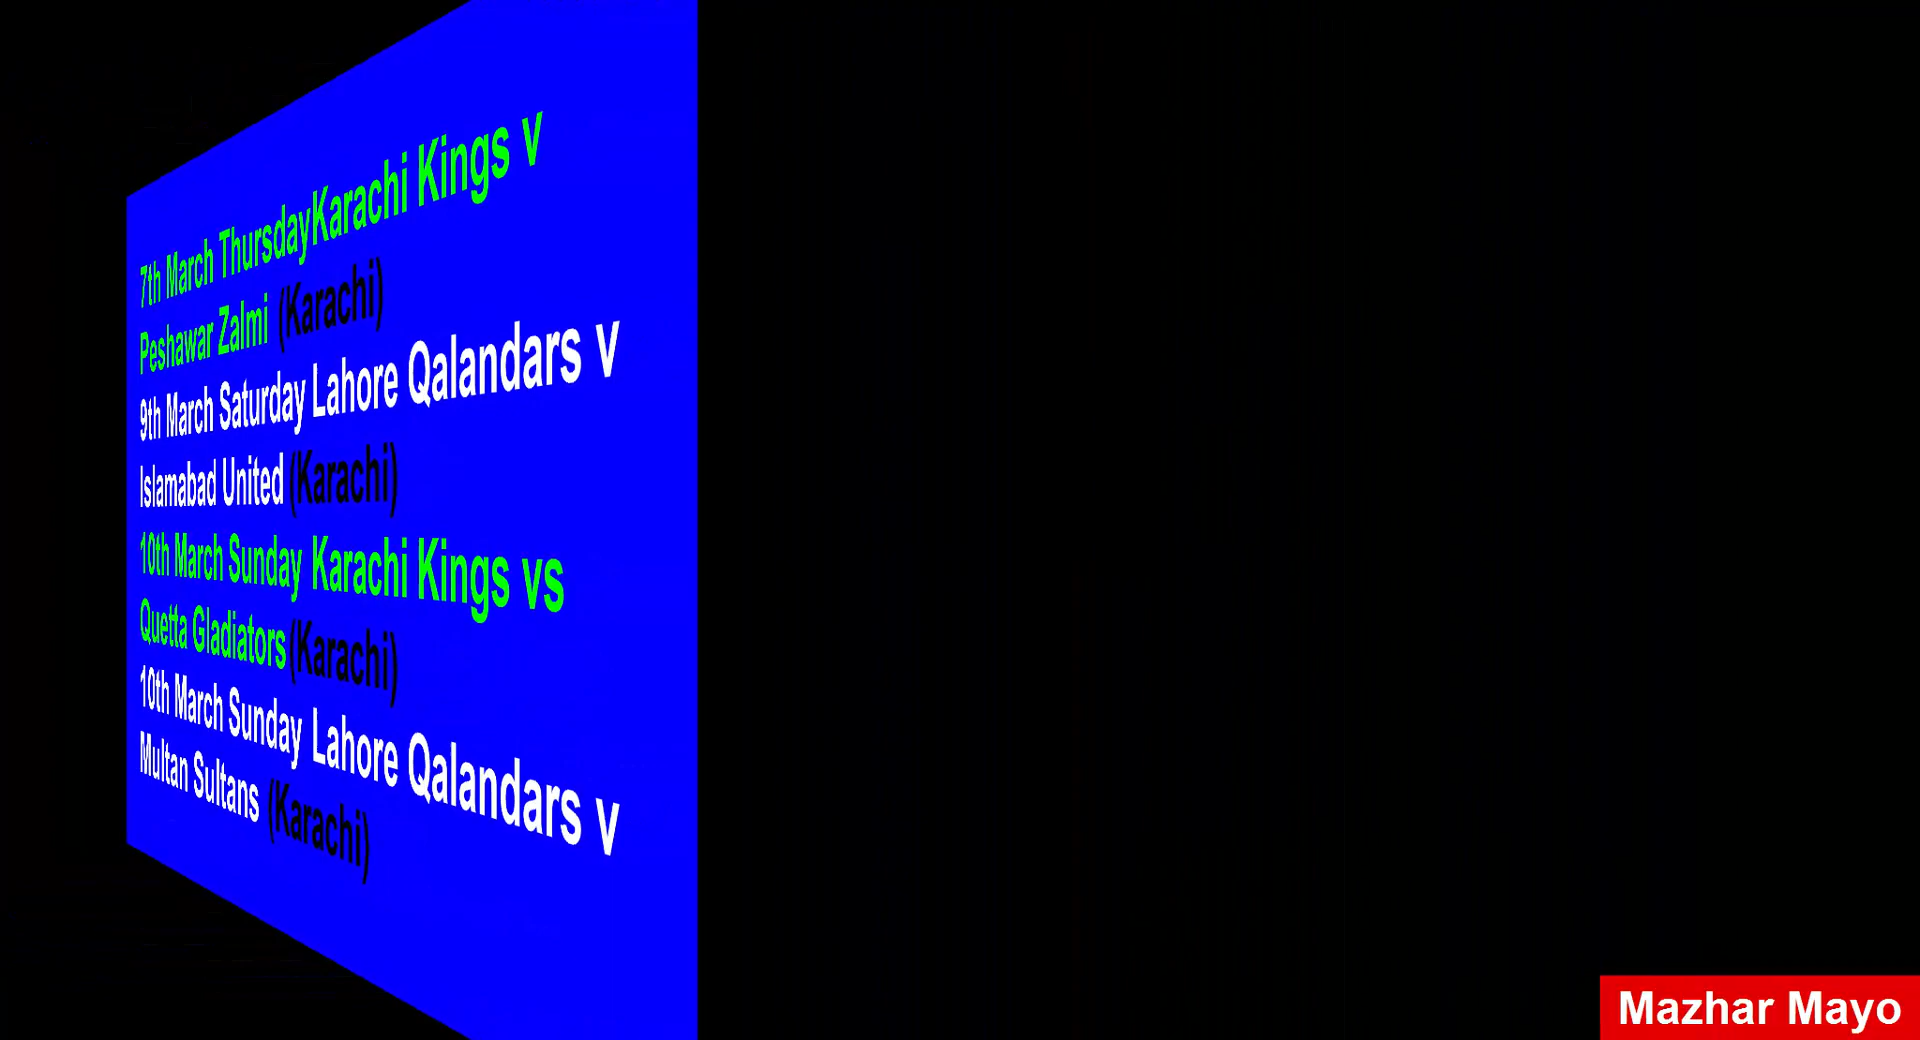 7th March ThursdayKarachi Kings v
Peshawar Zalmi (Karachi)
9th March Saturday Lahore Qalandars v
Islamabad United (Karachi)
10th March Sunday Karachi Kings vs
Quetta Gladiators (Karachi)
10th March Sunday Lahore Qalandars v
Multan Sultans (Karachi)
Mazhar Mayo